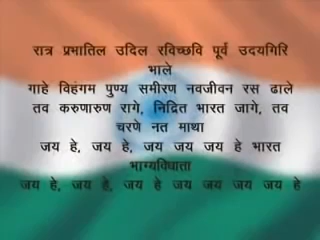 रात्र प्रभातिल उदिल रविच्छवि पूर्व उदयगिरि
भाले
गाहे विहंगम पुण्य समीरण नवजीवन रस ढाले
तव करुणारुण रागे, निद्रित भारत जागे, तव
चरणे नत माथा
जय हे, जय हे, जय जय जय हे भारत
भाग्यविधाता
जय हे, जय हे, जय हे जय जय जय जय हे